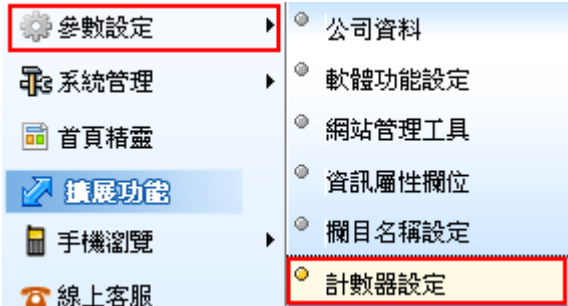 參數設定
系統管理
首頁精靈
擴展功能
手機瀏覽
線上客服
公司資料
軟體功能設定
網站管理工具
資訊屬性欄位
欄目名稱設定
計數器設定